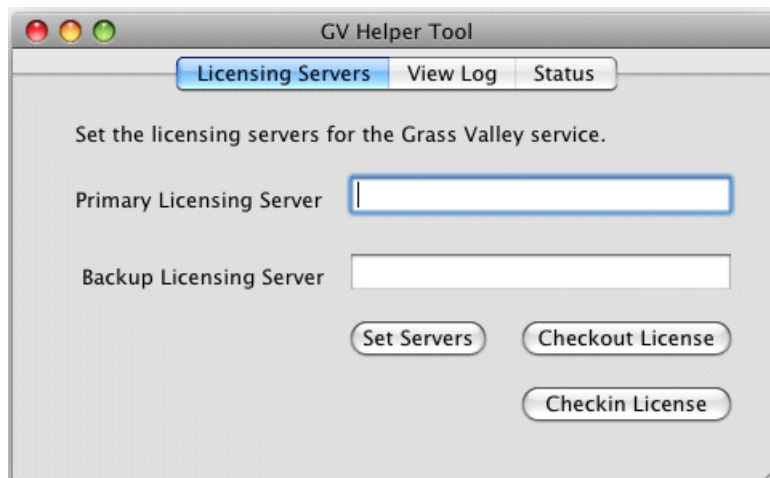 GV Helper Tool
Licensing Servers View Log Status
Set the licensing servers for the Grass Valley service.
Primary Licensing Server
Backup Licensing Server
Set Servers Checkout License
Checkin License